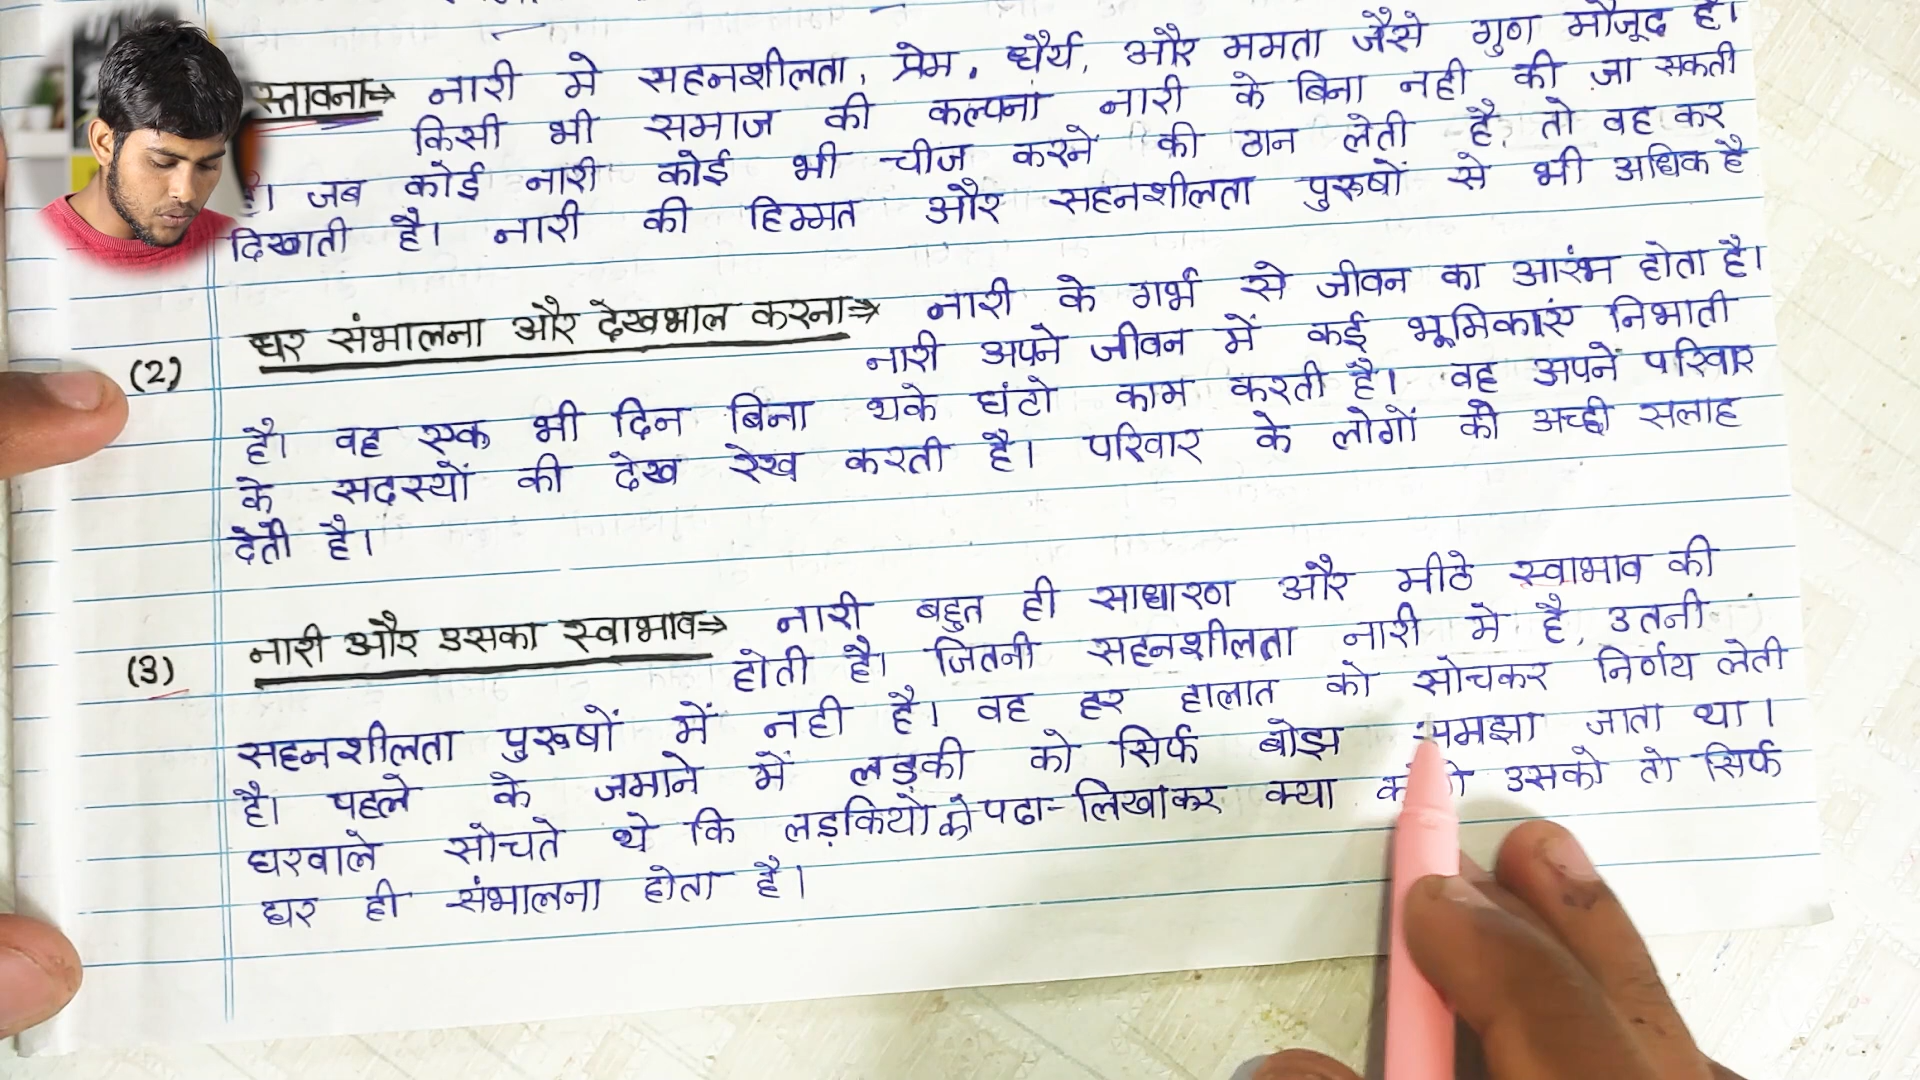 स्तावना⇒ नारी मे सहनशीलता, प्रेम, धैर्य, और ममता जैसे गुण मौजूद है।
किसी भी समाज की कल्पना नारी के बिना नही की जा सकती
है। जब कोई नारी कोई भी चीज करने की ठान लेती है, तो वह कर
दिखाती है। नारी की हिम्मत और सहनशीलता पुरूषों से भी अधिक है
(2) घर संभालना और देखभाल करना⇒ नारी के गर्भ से जीवन का आरंभ होता है।
नारी अपने जीवन में कई भूमिकाएं निभाती
है। वह एक भी दिन बिना थके घंटो काम करती है। वह अपने परिवार
के सदस्यों की देख रेख करती है। परिवार के लोगों को अच्छी सलाह
देती है।
(3) नारी और उसका स्वाभाव⇒ नारी बहुत ही साधारण और मीठे स्वाभाव की
होती है। जितनी सहनशीलता नारी मे है, उतनी
सहनशीलता पुरूषों में नही है। वह हर हालात को सोचकर निर्णय लेती
है। पहले के जमाने में लड़की को सिर्फ बोझ समझा जाता था।
घरवाले सोचते थे कि लड़कियो को पढा-लिखाकर क्या उसको तो सिर्फ
घर ही संभालना होता है।